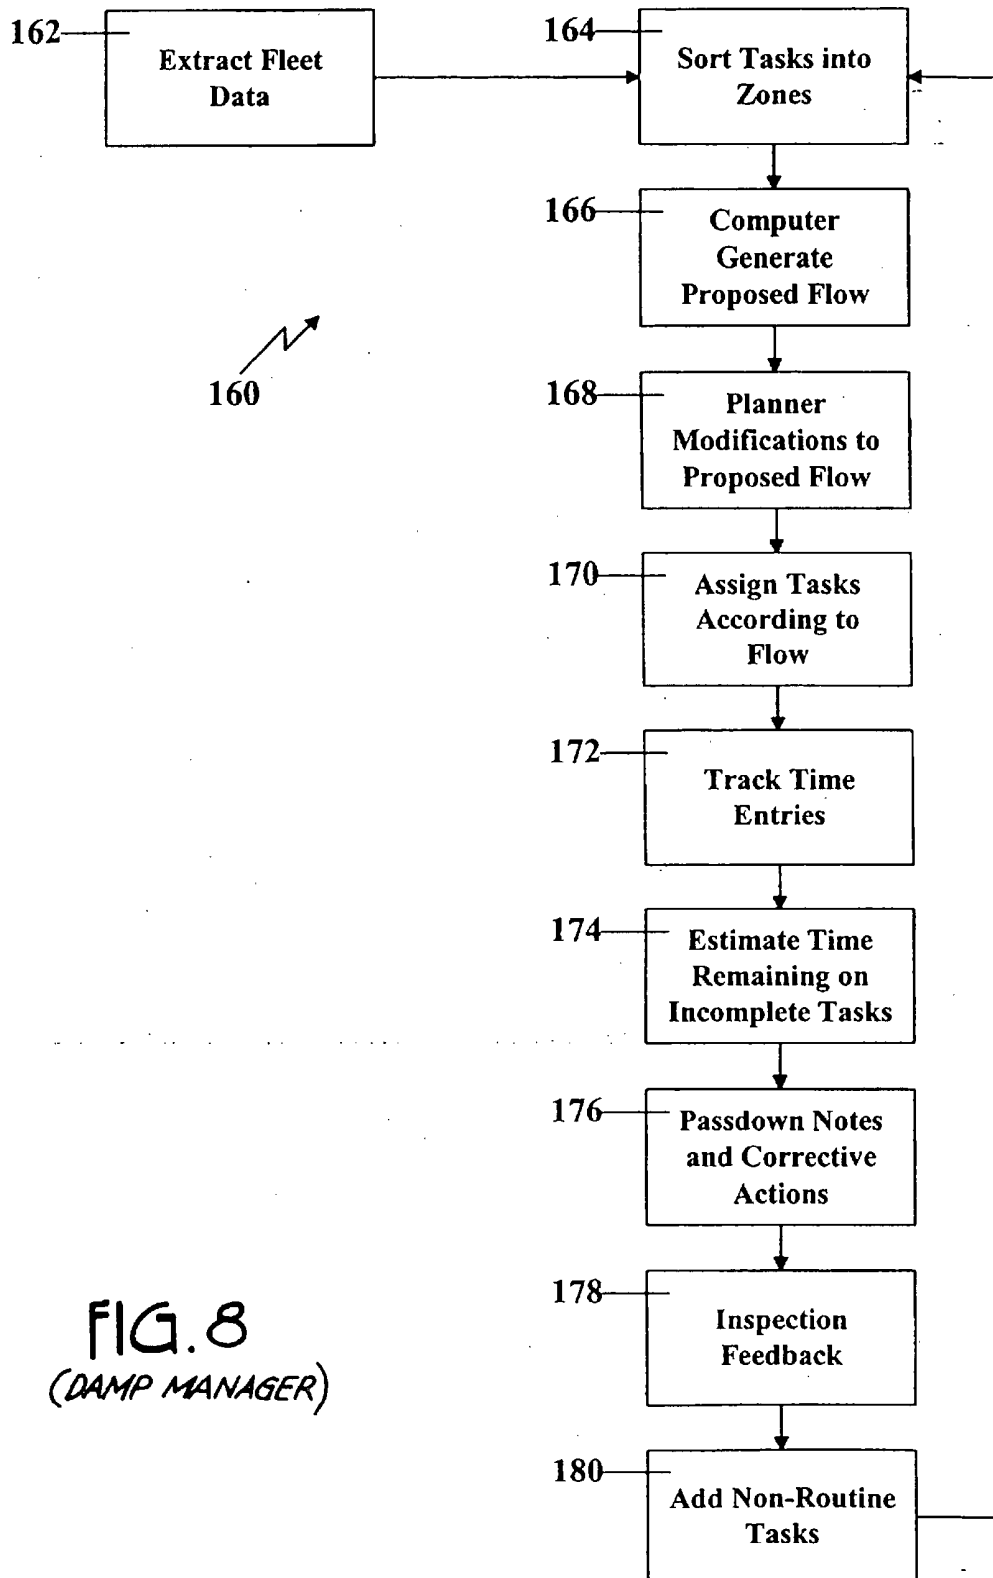 162
Extract Fleet
Data
164
Sort Tasks into
Zones
166
Computer
Generate
Proposed Flow
160
168
Planner
Modifications to
Proposed Flow
170
Assign Tasks
According to
Flow
172
Track Time
Entries
174
Estimate Time
Remaining on
Incomplete Tasks
176
Passdown Notes
and Corrective
Actions
178
Inspection
Feedback
FIG. 8
(DAMP MANAGER)
180
Add Non-Routine
Tasks